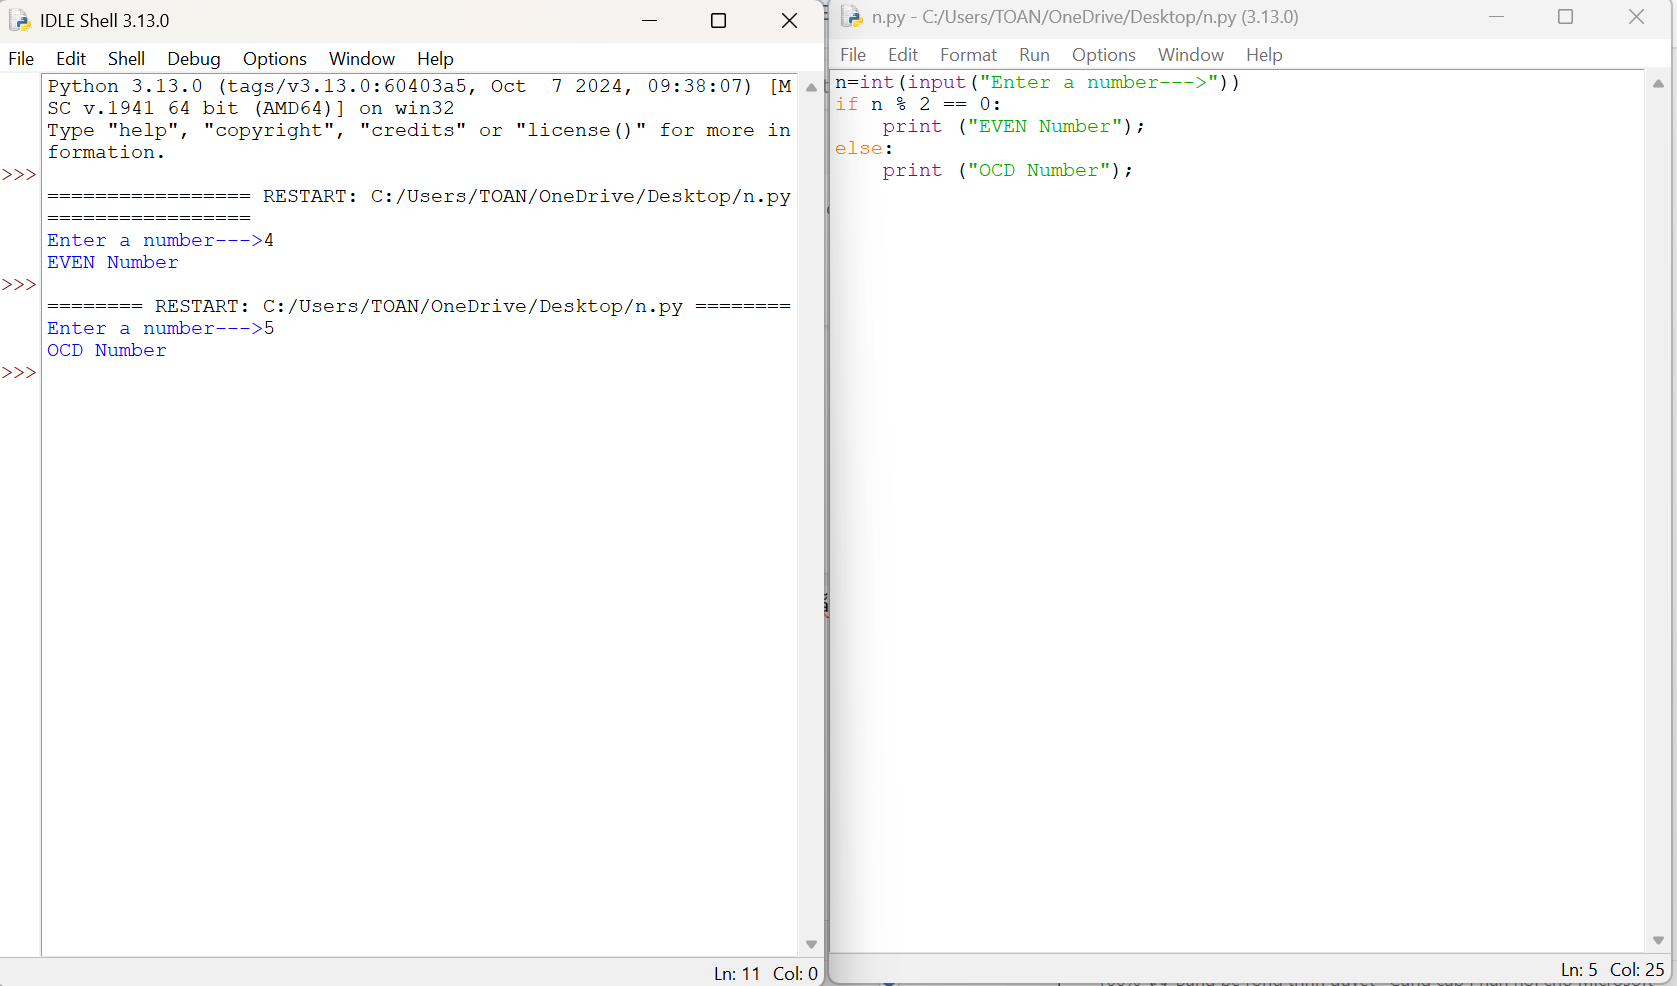 IDLE Shell 3.13.0
File Edit Shell Debug Options Window Help
Python 3.13.0 (tags/v3.13.0:60403a5, Oct  7 2024, 09:38:07) [M
SC v.1941 64 bit (AMD64)] on win32
Type "help", "copyright", "credits" or "license()" for more in
formation.
>>>
================= RESTART: C:/Users/TOAN/OneDrive/Desktop/n.py
=================
Enter a number--->4
EVEN Number
>>>
======== RESTART: C:/Users/TOAN/OneDrive/Desktop/n.py ========
Enter a number--->5
OCD Number
>>>
Ln: 11 Col: 0
n.py - C:/Users/TOAN/OneDrive/Desktop/n.py (3.13.0)
File Edit Format Run Options Window Help
n=int(input("Enter a number--->"))
if n % 2 == 0:
    print ("EVEN Number");
else:
    print ("OCD Number");
Ln: 5 Col: 25